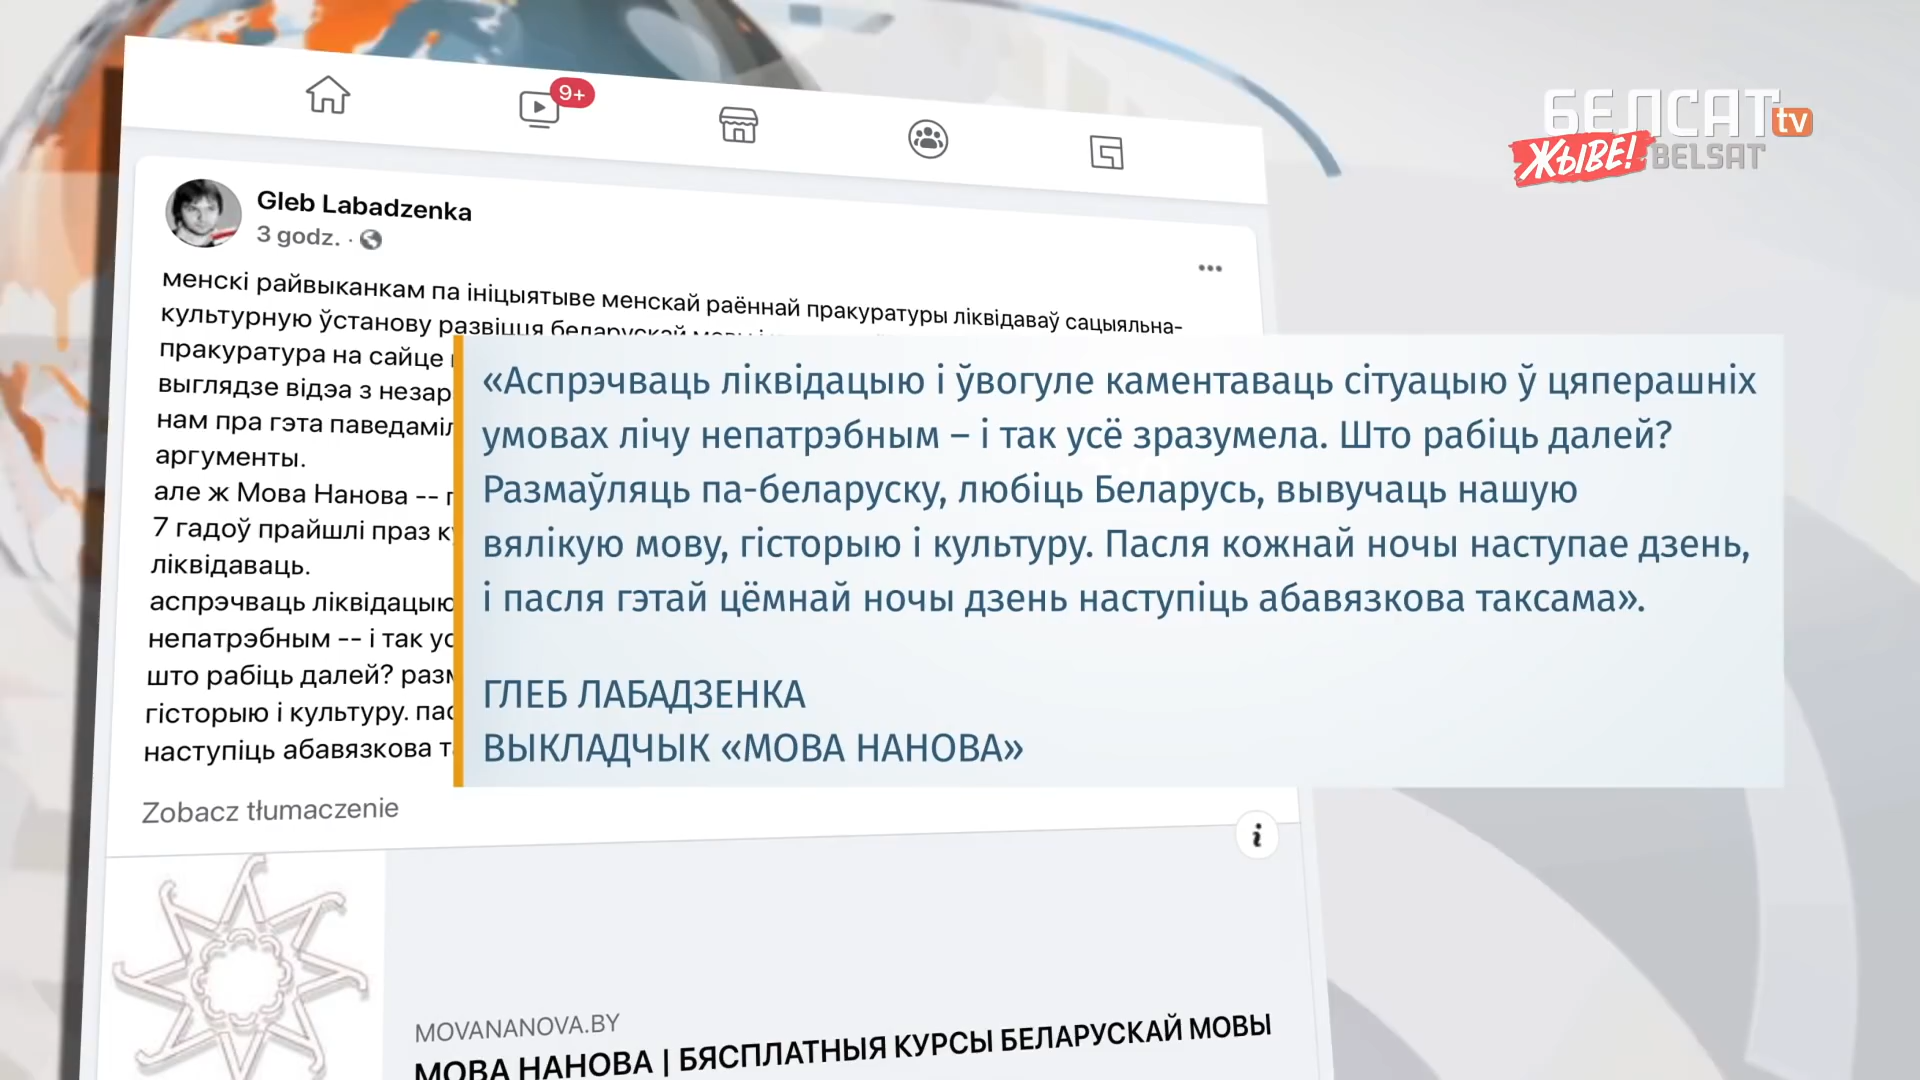 БЕЛСАТ tv
ЖЫВЕ! BELSAT
9+
Gleb Labadzenka
3 godz. ·
менскі райвыканкам па ініцыятыве менскай раённай пракуратуры ліквідаваў сацыяльна-
культурную ўстанову развіцця беларускай
пракуратура на сайце
выглядзе відэа з
нам пра гэта
аргументы.
але ж Мова Нанова --
7 гадоў прайшлі праз
ліквідаваць.
аспрэчваць ліквідацыю
непатрэбным -- і так
што рабіць далей?
гісторыю і культуру.
наступіць абавязкова
«Аспрэчваць ліквідацыю і ўвогуле каментаваць сітуацыю ў цяперашніх
умовах лічу непатрэбным – і так усё зразумела. Што рабіць далей?
Размаўляць па-беларуску, любіць Беларусь, вывучаць нашую
вялікую мову, гісторыю і культуру. Пасля кожнай ночы наступае дзень,
і пасля гэтай цёмнай ночы дзень наступіць абавязкова таксама».
ГЛЕБ ЛАБАДЗЕНКА
ВЫКЛАДЧЫК «МОВА НАНОВА»
Zobacz tłumaczenie
MOVANANOVA.BY
МОВА НАНОВА | БЯСПЛАТНЫЯ КУРСЫ БЕЛАРУСКАЙ МОВЫ